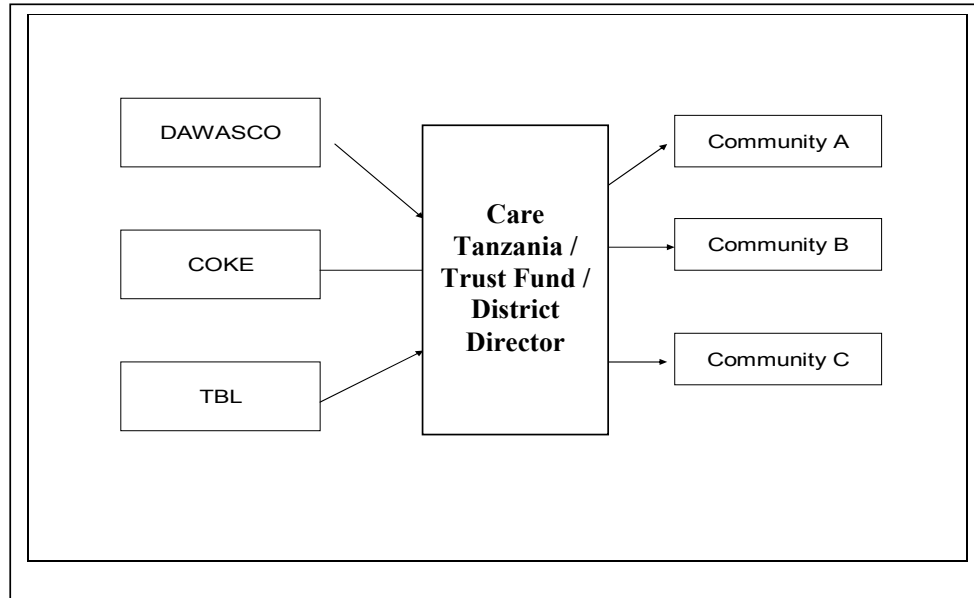 DAWASCO
COKE
TBL
Care
Tanzania /
Trust Fund /
District
Director
Community A
Community B
Community C